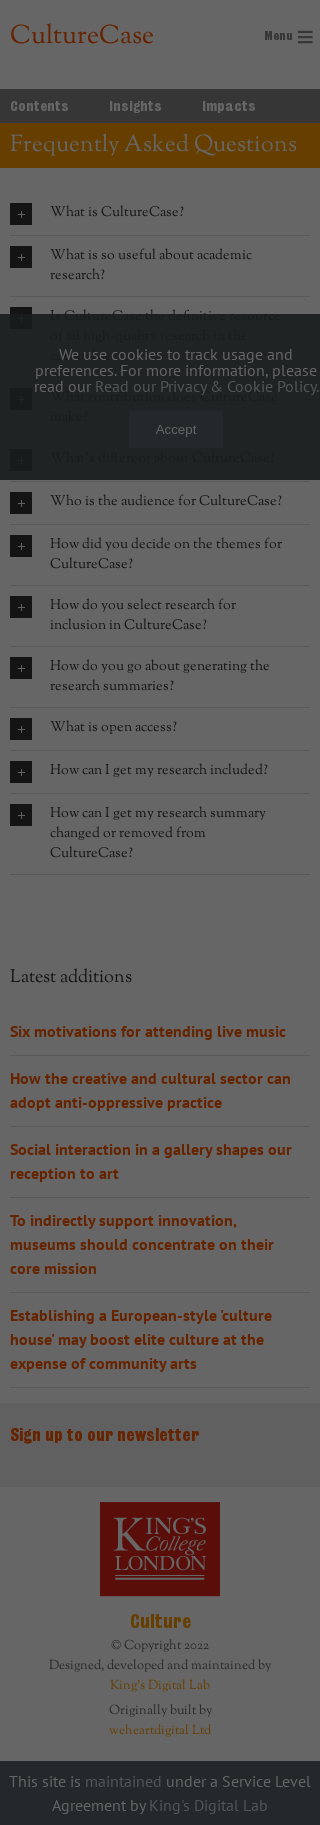 CultureCase
Menu
Contents Insights Impacts
Frequently Asked Questions
What is CultureCase?
What is so useful about academic
research?
Is CultureCase the definitive resource
of all high-quality research in the
We use cookies to track usage and
preferences. For more information, please
read our Read our Privacy & Cookie Policy.
make?
Accept
What's different about CultureCase?
Who is the audience for CultureCase?
How did you decide on the themes for
CultureCase?
How do you select research for
inclusion in CultureCase?
How do you go about generating the
research summaries?
What is open access?
How can I get my research included?
How can I get my research summary
changed or removed from
CultureCase?
Latest additions
Six motivations for attending live music
How the creative and cultural sector can
adopt anti-oppressive practice
Social interaction in a gallery shapes our
reception to art
To indirectly support innovation,
museums should concentrate on their
core mission
Establishing a European-style 'culture
house' may boost elite culture at the
expense of community arts
Sign up to our newsletter
KING'S
College
LONDON
Culture
© Copyright 2022
Designed, developed and maintained by
King's Digital Lab
Originally built by
weheartdigital Ltd
This site is maintained under a Service Level
Agreement by King's Digital Lab